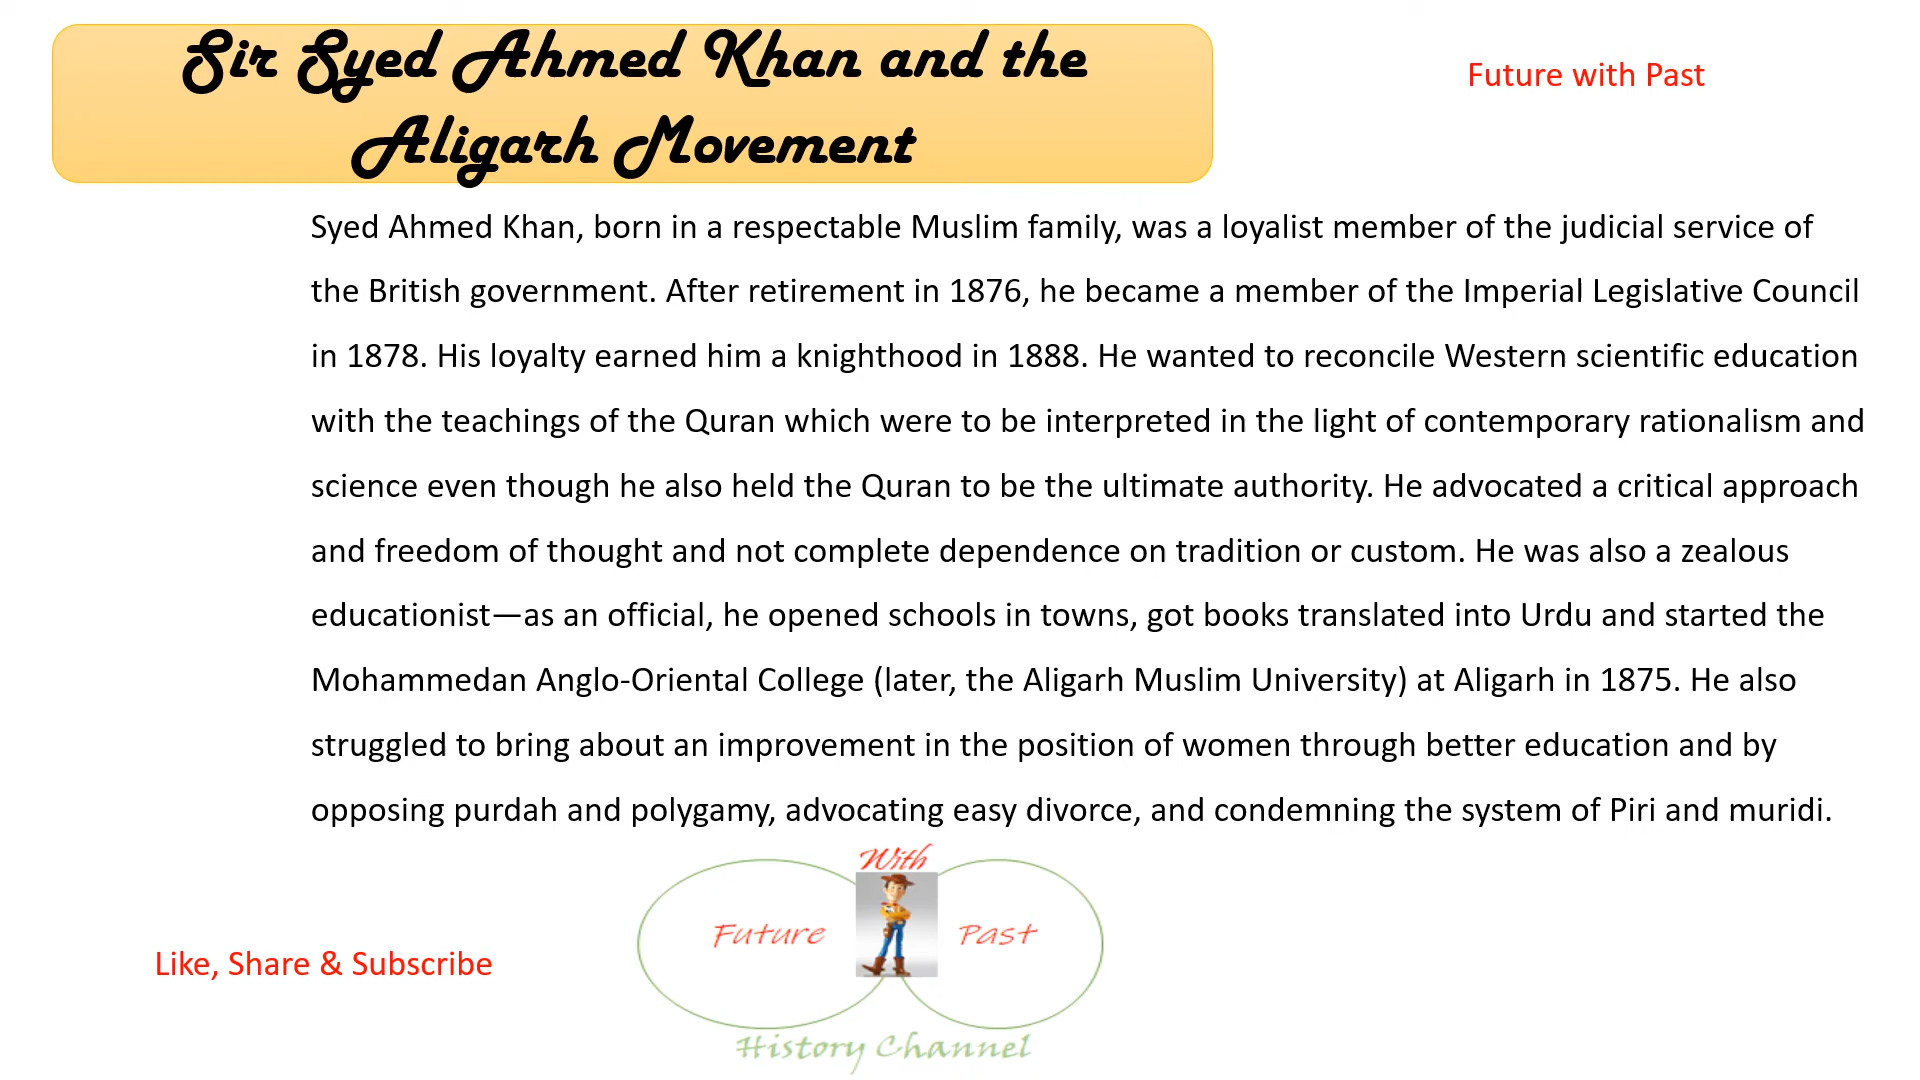 Sir Syed Ahmed Khan and the
Aligarh Movement
Future with Past
Syed Ahmed Khan, born in a respectable Muslim family, was a loyalist member of the judicial service of
the British government. After retirement in 1876, he became a member of the Imperial Legislative Council
in 1878. His loyalty earned him a knighthood in 1888. He wanted to reconcile Western scientific education
with the teachings of the Quran which were to be interpreted in the light of contemporary rationalism and
science even though he also held the Quran to be the ultimate authority. He advocated a critical approach
and freedom of thought and not complete dependence on tradition or custom. He was also a zealous
educationist—as an official, he opened schools in towns, got books translated into Urdu and started the
Mohammedan Anglo-Oriental College (later, the Aligarh Muslim University) at Aligarh in 1875. He also
struggled to bring about an improvement in the position of women through better education and by
opposing purdah and polygamy, advocating easy divorce, and condemning the system of Piri and muridi.
With
Future
Past
Like, Share & Subscribe
History Channel